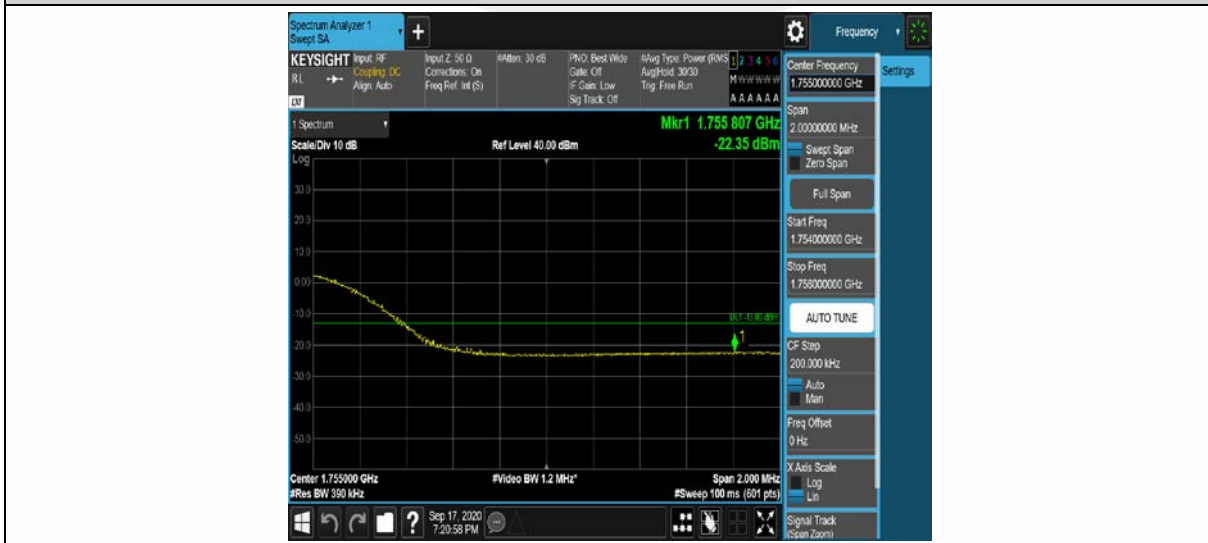 Spectrum Analyzer 1
Swept SA
+
Frequency
KEYSIGHT
RL
Input: RF
Coupling: DC
Align: Auto
Input Z: 50 Ω
Corrections: On
Freq Ref: Int (S)
#Atten: 30 dB
PNO: Best Wide
Gate: Off
IF Gain: Low
Sig Track: Off
#Avg Type: Power (RMS
Avg|Hold: 30/30
Trig: Free Run
1 2 3 4 5 6
M W W W W W
A A A A A A
Center Frequency
1.755000000 GHz
Settings
Span
2.00000000 MHz
Swept Span
Zero Span
Full Span
Start Freq
1.754000000 GHz
Stop Freq
1.756000000 GHz
AUTO TUNE
CF Step
200.000 kHz
Auto
Man
Freq Offset
0 Hz
X Axis Scale
Log
Lin
Signal Track
(Span Zoom)
1 Spectrum
Mkr1 1.755 807 GHz
-22.35 dBm
Scale/Div 10 dB
Ref Level 40.00 dBm
Log
30.0
20.0
10.0
0.00
-10.0
DL1 -13.00 dBm
1
-20.0
-30.0
-40.0
-50.0
Center 1.755000 GHz
#Video BW 1.2 MHz*
Span 2.000 MHz
#Res BW 390 kHz
#Sweep 100 ms (601 pts)
?
Sep 17, 2020
7:20:58 PM